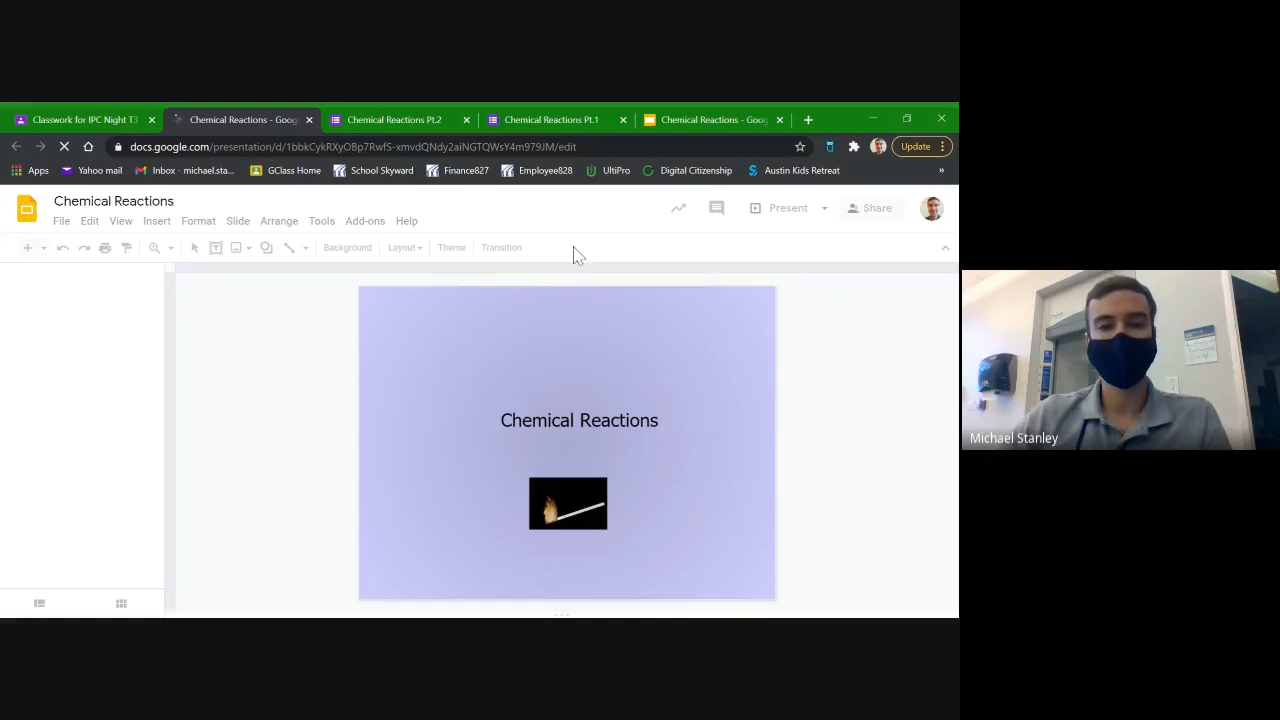 Classwork for IPC Night T3
Chemical Reactions - Goog
Chemical Reactions Pt.2
Chemical Reactions Pt.1
Chemical Reactions - Goog
docs.google.com/presentation/d/1bbkCykRXyOBp7RwfS-xmvdQNdy2aiNGTQWsY4m979JM/edit
Update
Apps
Yahoo mail
Inbox - michael.sta...
GClass Home
School Skyward
Finance827
Employee828
UltiPro
Digital Citizenship
Austin Kids Retreat
»
Chemical Reactions
File Edit View Insert Format Slide Arrange Tools Add-ons Help
Present
Share
Background
Layout
Theme
Transition
Chemical Reactions
Michael Stanley